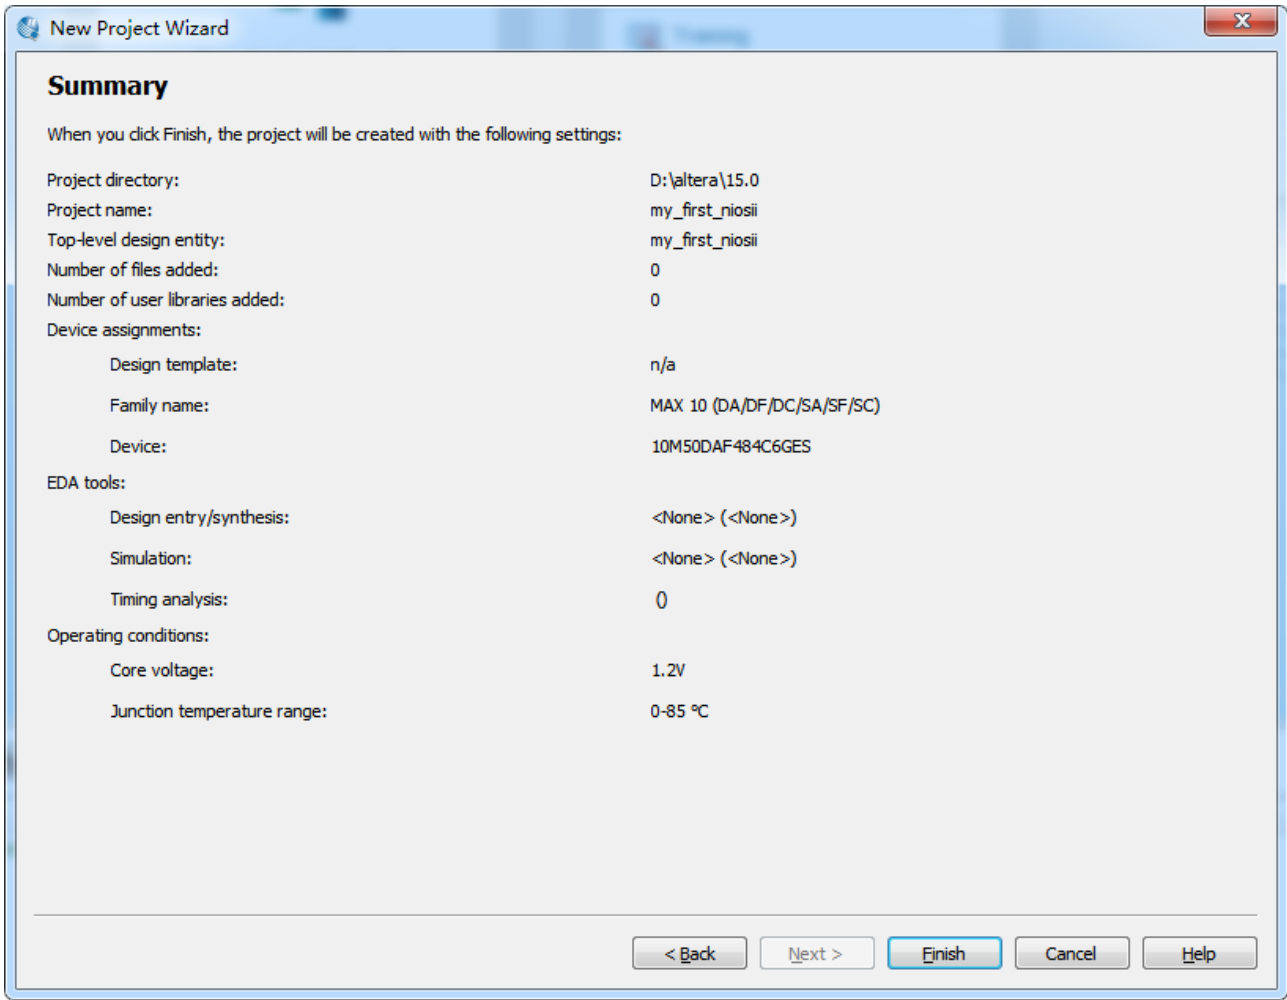 New Project Wizard
Training
Summary
When you click Finish, the project will be created with the following settings:
Project directory: D:\altera\15.0
Project name: my_first_niosii
Top-level design entity: my_first_niosii
Number of files added: 0
Number of user libraries added: 0
Device assignments:
Design template: n/a
Family name: MAX 10 (DA/DF/DC/SA/SF/SC)
Device: 10M50DAF484C6GES
EDA tools:
Design entry/synthesis: <None> (<None>)
Simulation: <None> (<None>)
Timing analysis: ()
Operating conditions:
Core voltage: 1.2V
Junction temperature range: 0-85 ºC
< Back Next > Finish Cancel Help